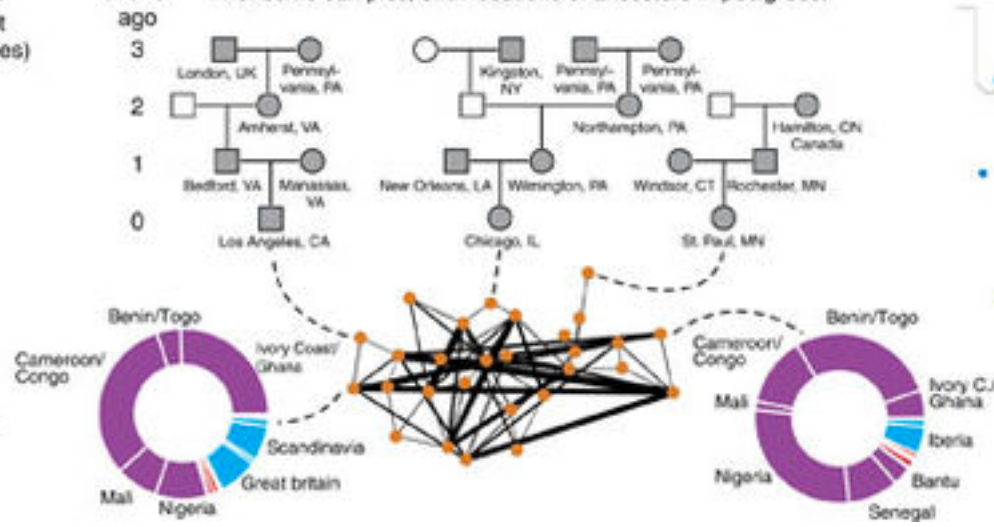 ago
es)
3
London, UK
Pennsyl-
vania, PA
Kingston,
NY
Pennsyl-
vania, PA
Pennsyl-
vania, PA
2
Amherst, VA
Northampton, PA
Hamilton, ON
Canada
1
Bedford, VA
Manassas,
VA
New Orleans, LA
Wilmington, PA
Windsor, CT
Rochester, MN
0
Los Angeles, CA
Chicago, IL
St. Paul, MN
Benin/Togo
Cameroon/
Congo
Ivory Coast/
Ghana
Scandinavia
Great britain
Nigeria
Mali
Benin/Togo
Cameroon/
Congo
Ivory C./
Ghana
Mali
Iberia
Bantu
Nigeria
Senegal